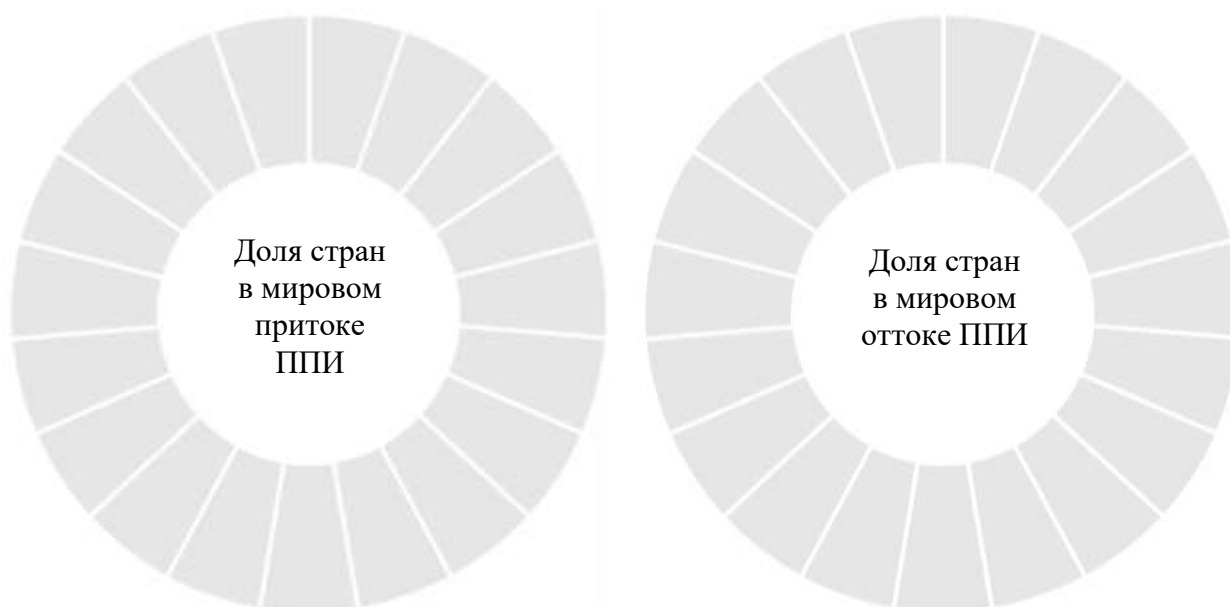 Доля стран
в мировом
притоке
ППИ
Доля стран
в мировом
оттоке ППИ